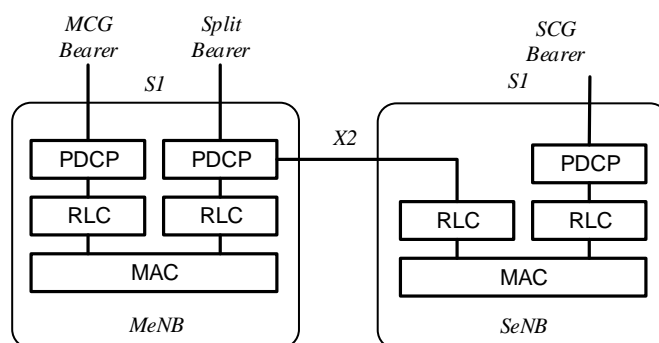 MCG
Bearer
Split
Bearer
SCG
Bearer
S1
S1
X2
PDCP
PDCP
PDCP
RLC
RLC
RLC
RLC
MAC
MAC
MeNB
SeNB